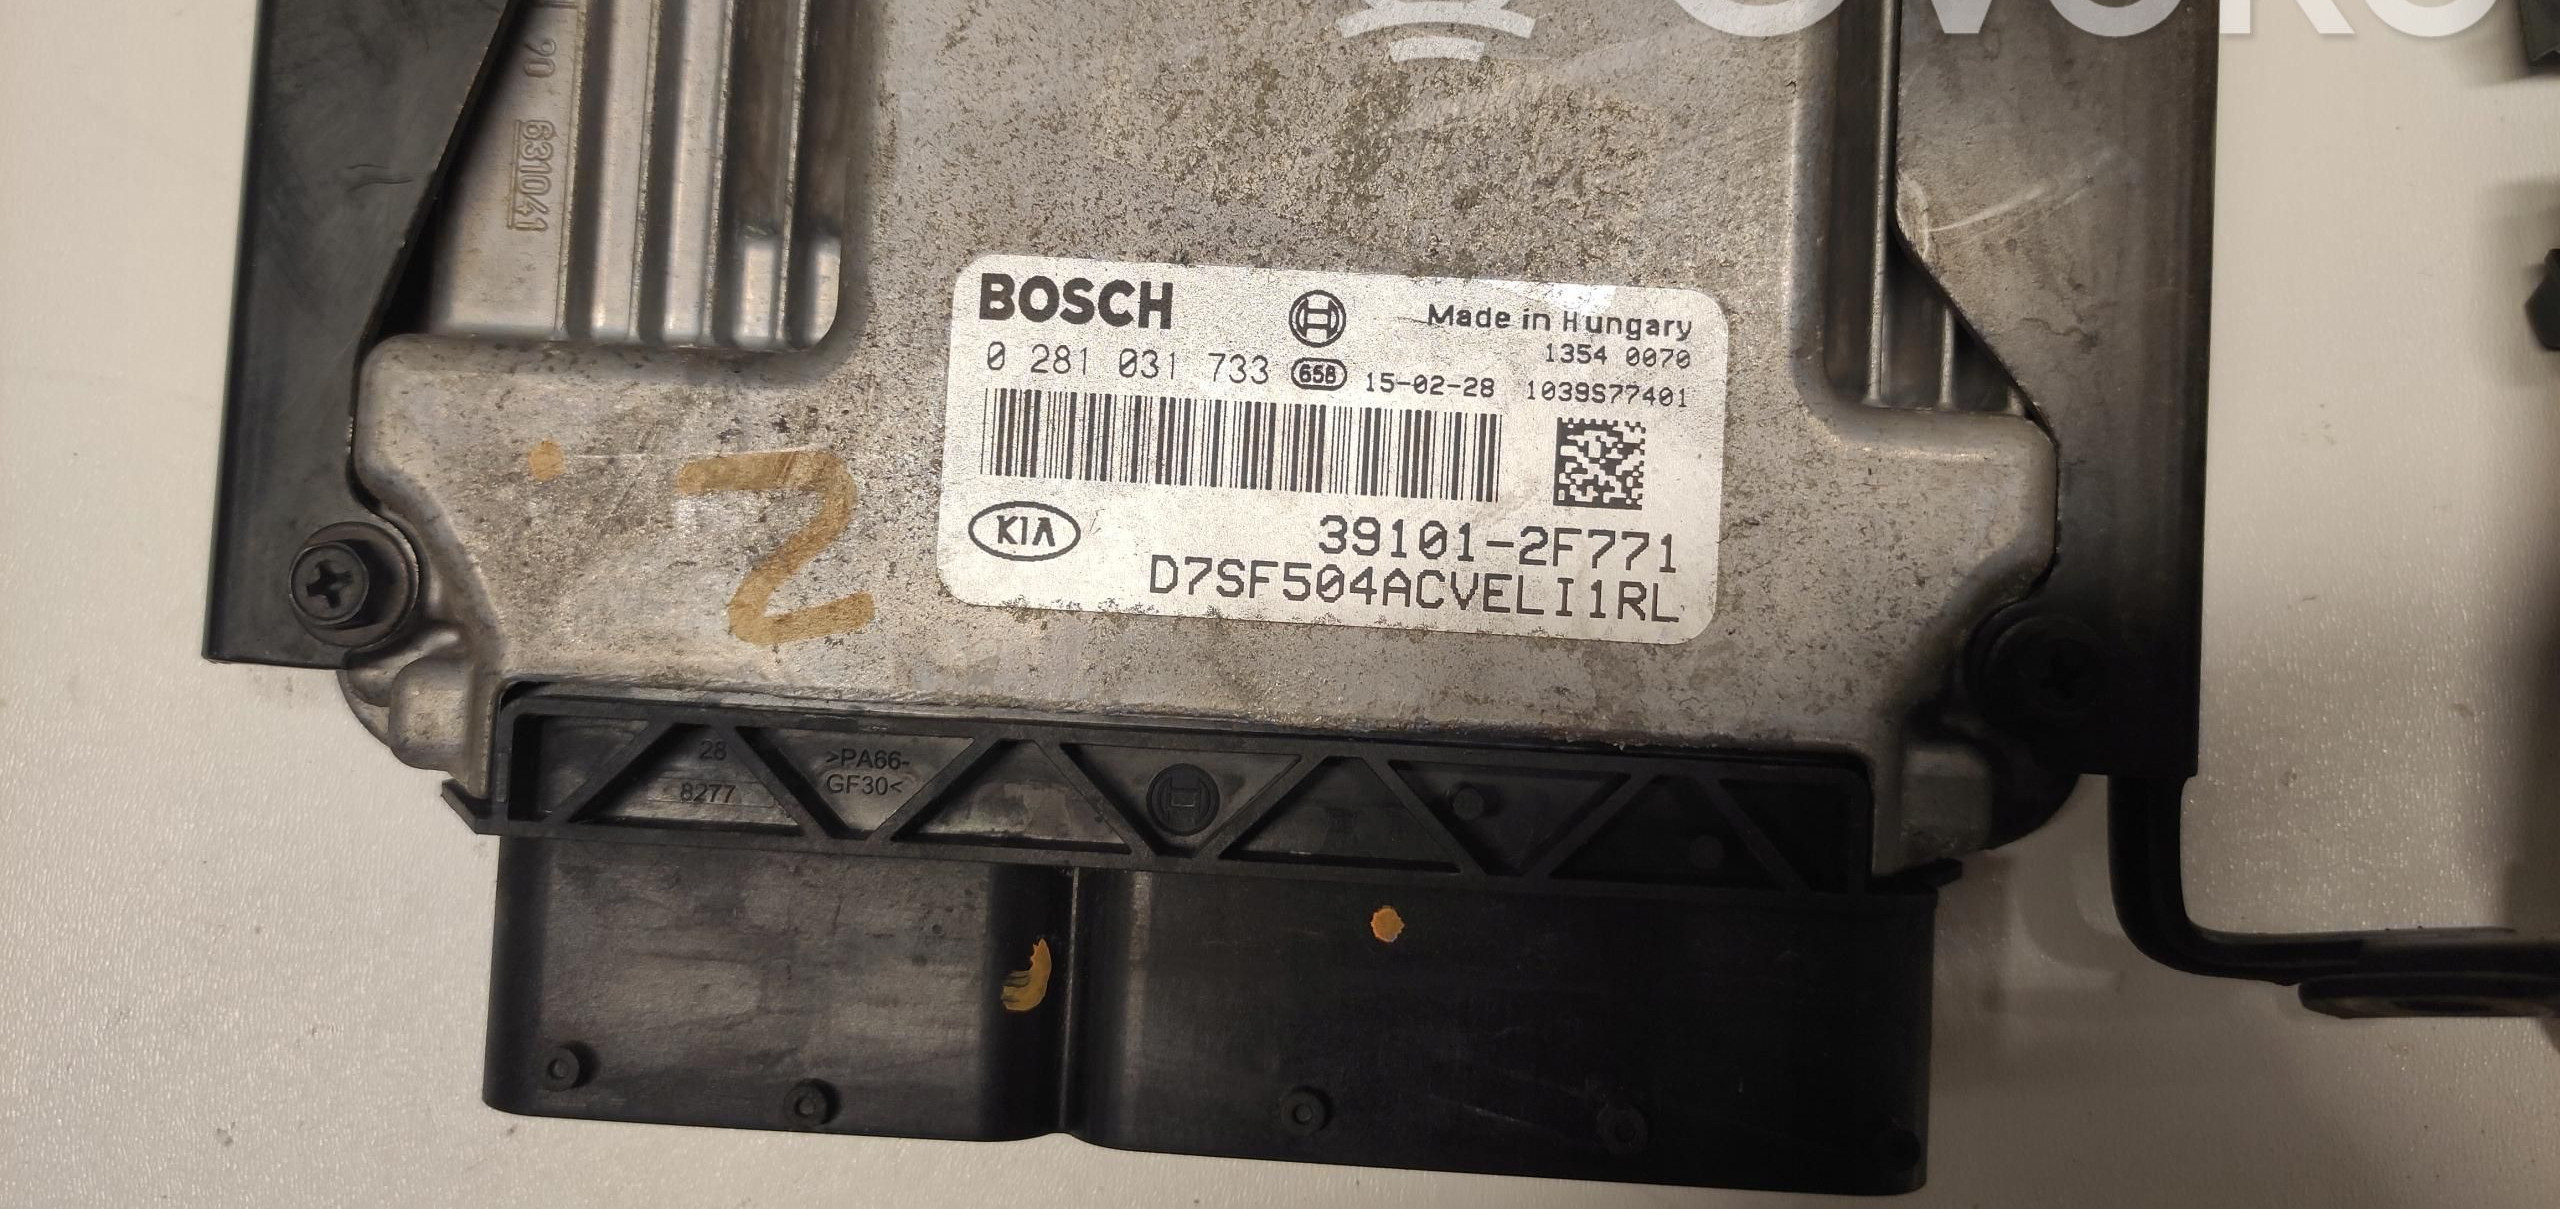 90
631041
BOSCH
Made in Hungary
1354 0070
0 281 031 733 658 15-02-28 1039S77401
KIA
39101-2F771
D7SF504ACVELI1RL
2
28
8277
>PA66-
GF30<